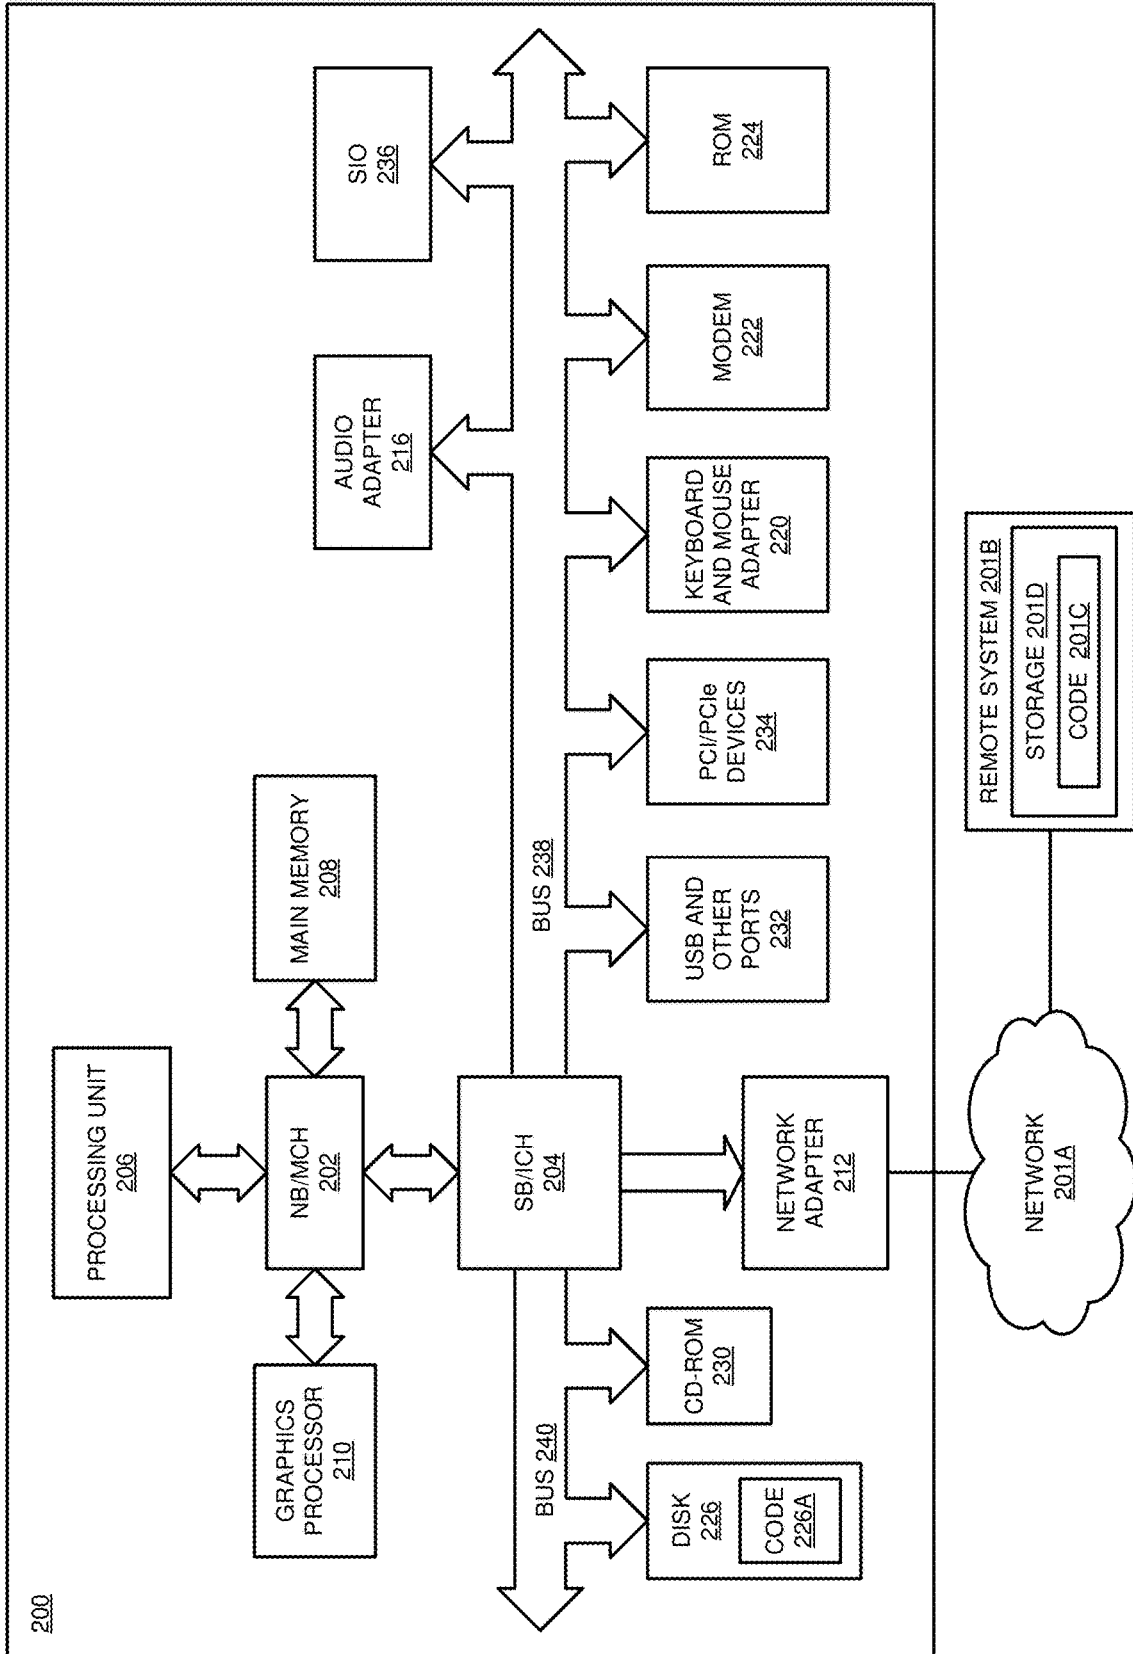 200
PROCESSING UNIT
206
GRAPHICS
PROCESSOR
210
NB/MCH
202
MAIN MEMORY
208
AUDIO
ADAPTER
216
SIO
236
SB/ICH
204
BUS 240
BUS 238
DISK
226
CODE
226A
CD-ROM
230
NETWORK
ADAPTER
212
USB AND
OTHER
PORTS
232
PCI/PCIe
DEVICES
234
KEYBOARD
AND MOUSE
ADAPTER
220
MODEM
222
ROM
224
NETWORK
201A
REMOTE SYSTEM 201B
STORAGE 201D
CODE 201C